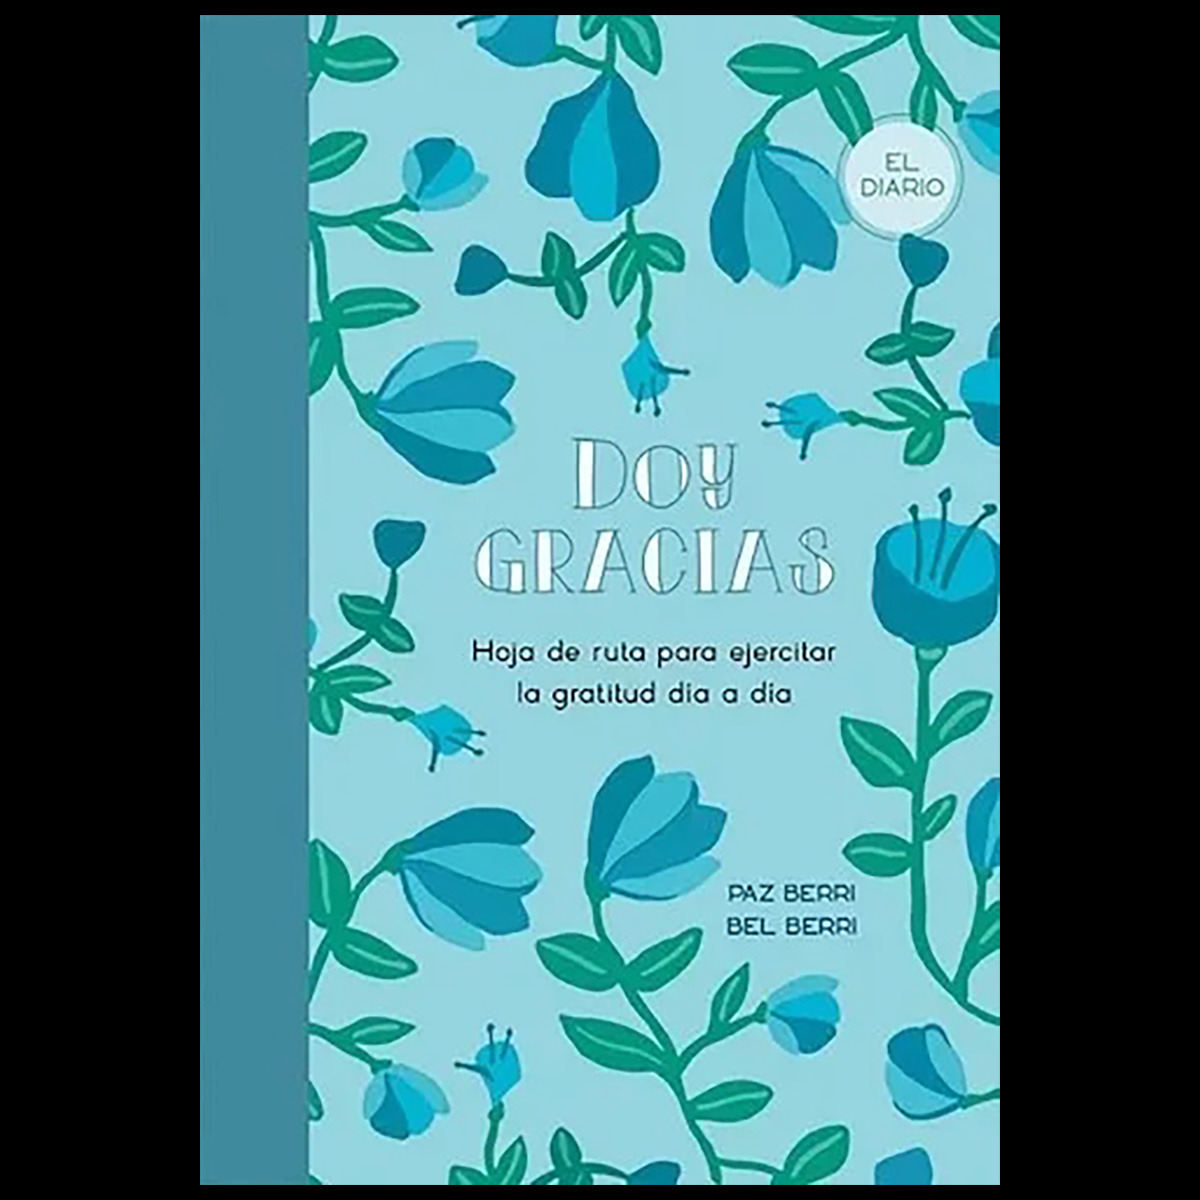 EL
DIARIO
DOY
GRACIAS
Hoja de ruta para ejercitar
la gratitud día a día
PAZ BERRI
BEL BERRI